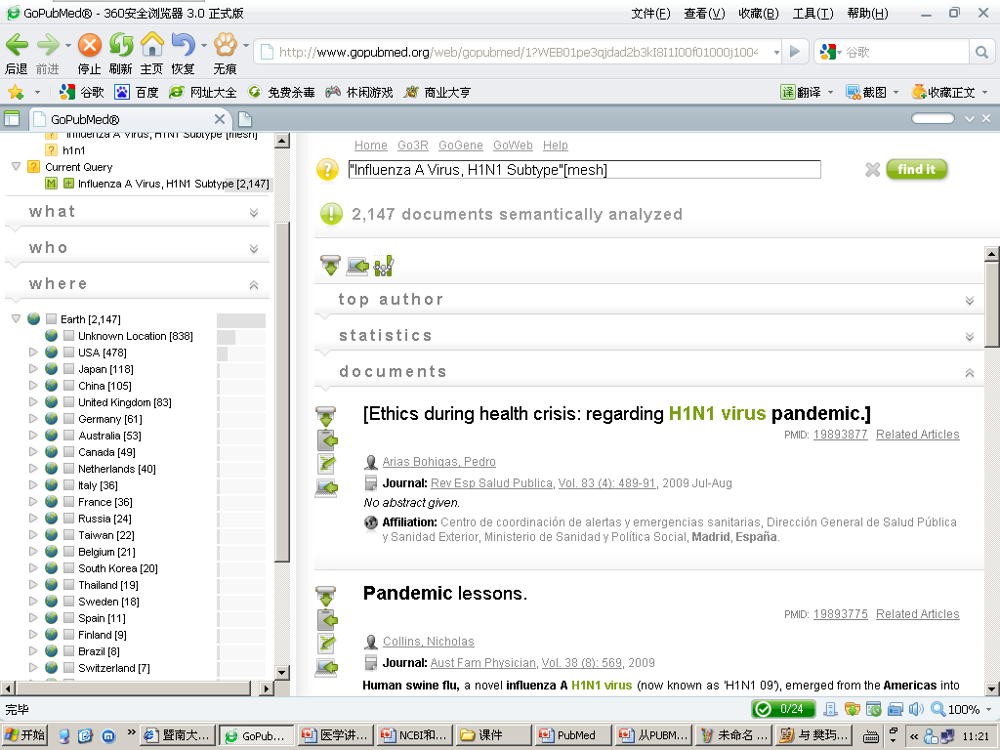 GoPubMed® - 360安全浏览器 3.0 正式版
文件(F) 查看(V) 收藏(B) 工具(T) 帮助(H)
http://www.gopubmed.org/web/gopubmed/1?WEB01pe3qjdad2b3kI8I1I00f01000j1004
谷歌
后退 前进 停止 刷新 主页 恢复 无痕
谷歌 百度 网址大全 免费杀毒 休闲游戏 商业大亨 翻译 截图 收藏正文
GoPubMed®
"Influenza A Virus, H1N1 Subtype"[mesh]
h1n1
Current Query
Influenza A Virus, H1N1 Subtype [2,147]
what
who
where
Earth [2,147]
Unknown Location [838]
USA [478]
Japan [118]
China [105]
United Kingdom [83]
Germany [61]
Australia [53]
Canada [49]
Netherlands [40]
Italy [36]
France [36]
Russia [24]
Taiwan [22]
Belgium [21]
South Korea [20]
Thailand [19]
Sweden [18]
Spain [11]
Finland [9]
Brazil [8]
Switzerland [7]
Home Go3R GoGene GoWeb Help
"Influenza A Virus, H1N1 Subtype"[mesh]
find it
2,147 documents semantically analyzed
top author
statistics
documents
[Ethics during health crisis: regarding H1N1 virus pandemic.]
PMID: 19893877 Related Articles
Arias Bohigas, Pedro
Journal: Rev Esp Salud Publica, Vol. 83 (4): 489-91, 2009 Jul-Aug
No abstract given.
Affiliation: Centro de coordinación de alertas y emergencias sanitarias, Dirección General de Salud Pública
y Sanidad Exterior, Ministerio de Sanidad y Política Social, Madrid, España.
Pandemic lessons.
PMID: 19893775 Related Articles
Collins, Nicholas
Journal: Aust Fam Physician, Vol. 38 (8): 569, 2009
Human swine flu, a novel influenza A H1N1 virus (now known as 'H1N1 09'), emerged from the Americas into
完毕
0/24
100%
开始 暨南大... GoPub... 医学讲... NCBI和... 课件 PubMed 从PUBM... 未命名 ... 与 樊玙... 11:21